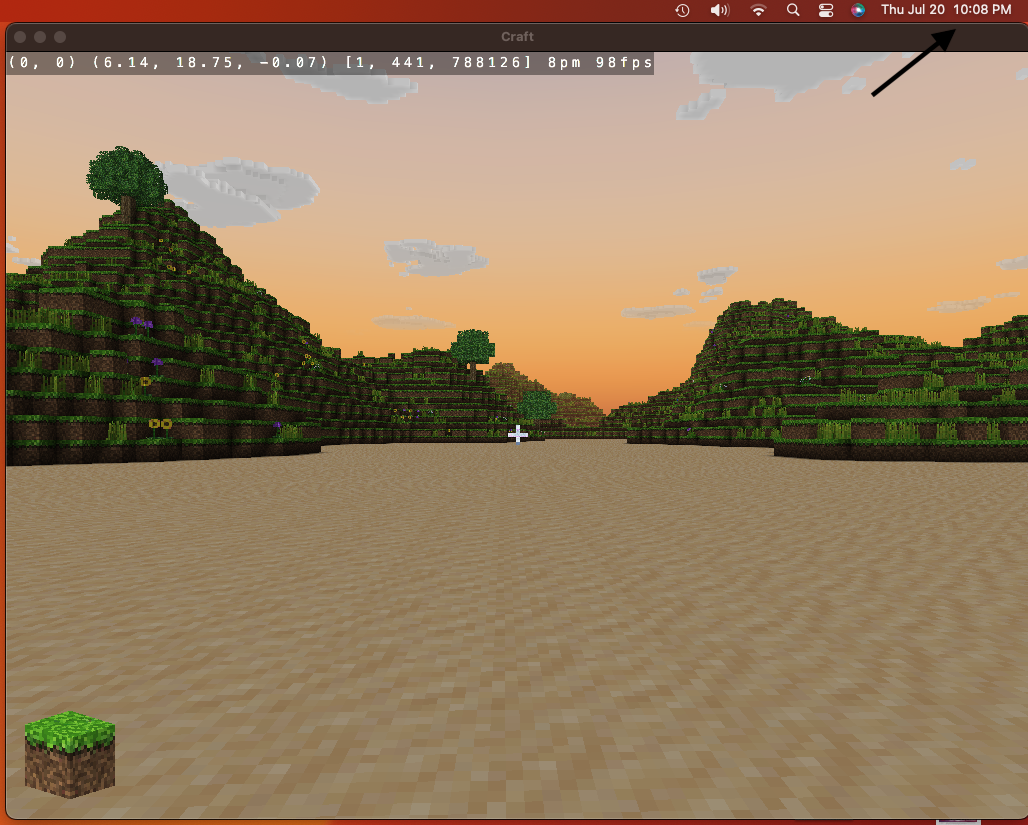 Thu Jul 20 10:08 PM
Craft
(0, 0) (6.14, 18.75, -0.07) [1, 441, 788126] 8pm 98fps